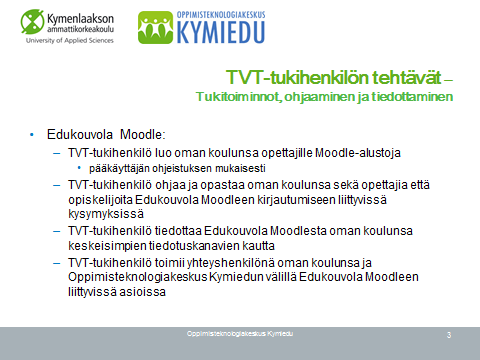 Kymenlaakson
ammattikorkeakoulu
University of Applied Sciences
OPPIMISTEKNOLOGIAKESKUS
KYMIEDU
TVT-tukihenkilön tehtävät –
Tukitoiminnot, ohjaaminen ja tiedottaminen
• Edukouvola Moodle:
– TVT-tukihenkilö luo oman koulunsa opettajille Moodle-alustoja
• pääkäyttäjän ohjeistuksen mukaisesti
– TVT-tukihenkilö ohjaa ja opastaa oman koulunsa sekä opettajia että
opiskelijoita Edukouvola Moodleen kirjautumiseen liittyvissä
kysymyksissä
– TVT-tukihenkilö tiedottaa Edukouvola Moodlesta oman koulunsa
keskeisimpien tiedotuskanavien kautta
– TVT-tukihenkilö toimii yhteyshenkilönä oman koulunsa ja
Oppimisteknologiakeskus Kymiedun välillä Edukouvola Moodleen
liittyvissä asioissa
Oppimisteknologiakeskus Kymiedu
3